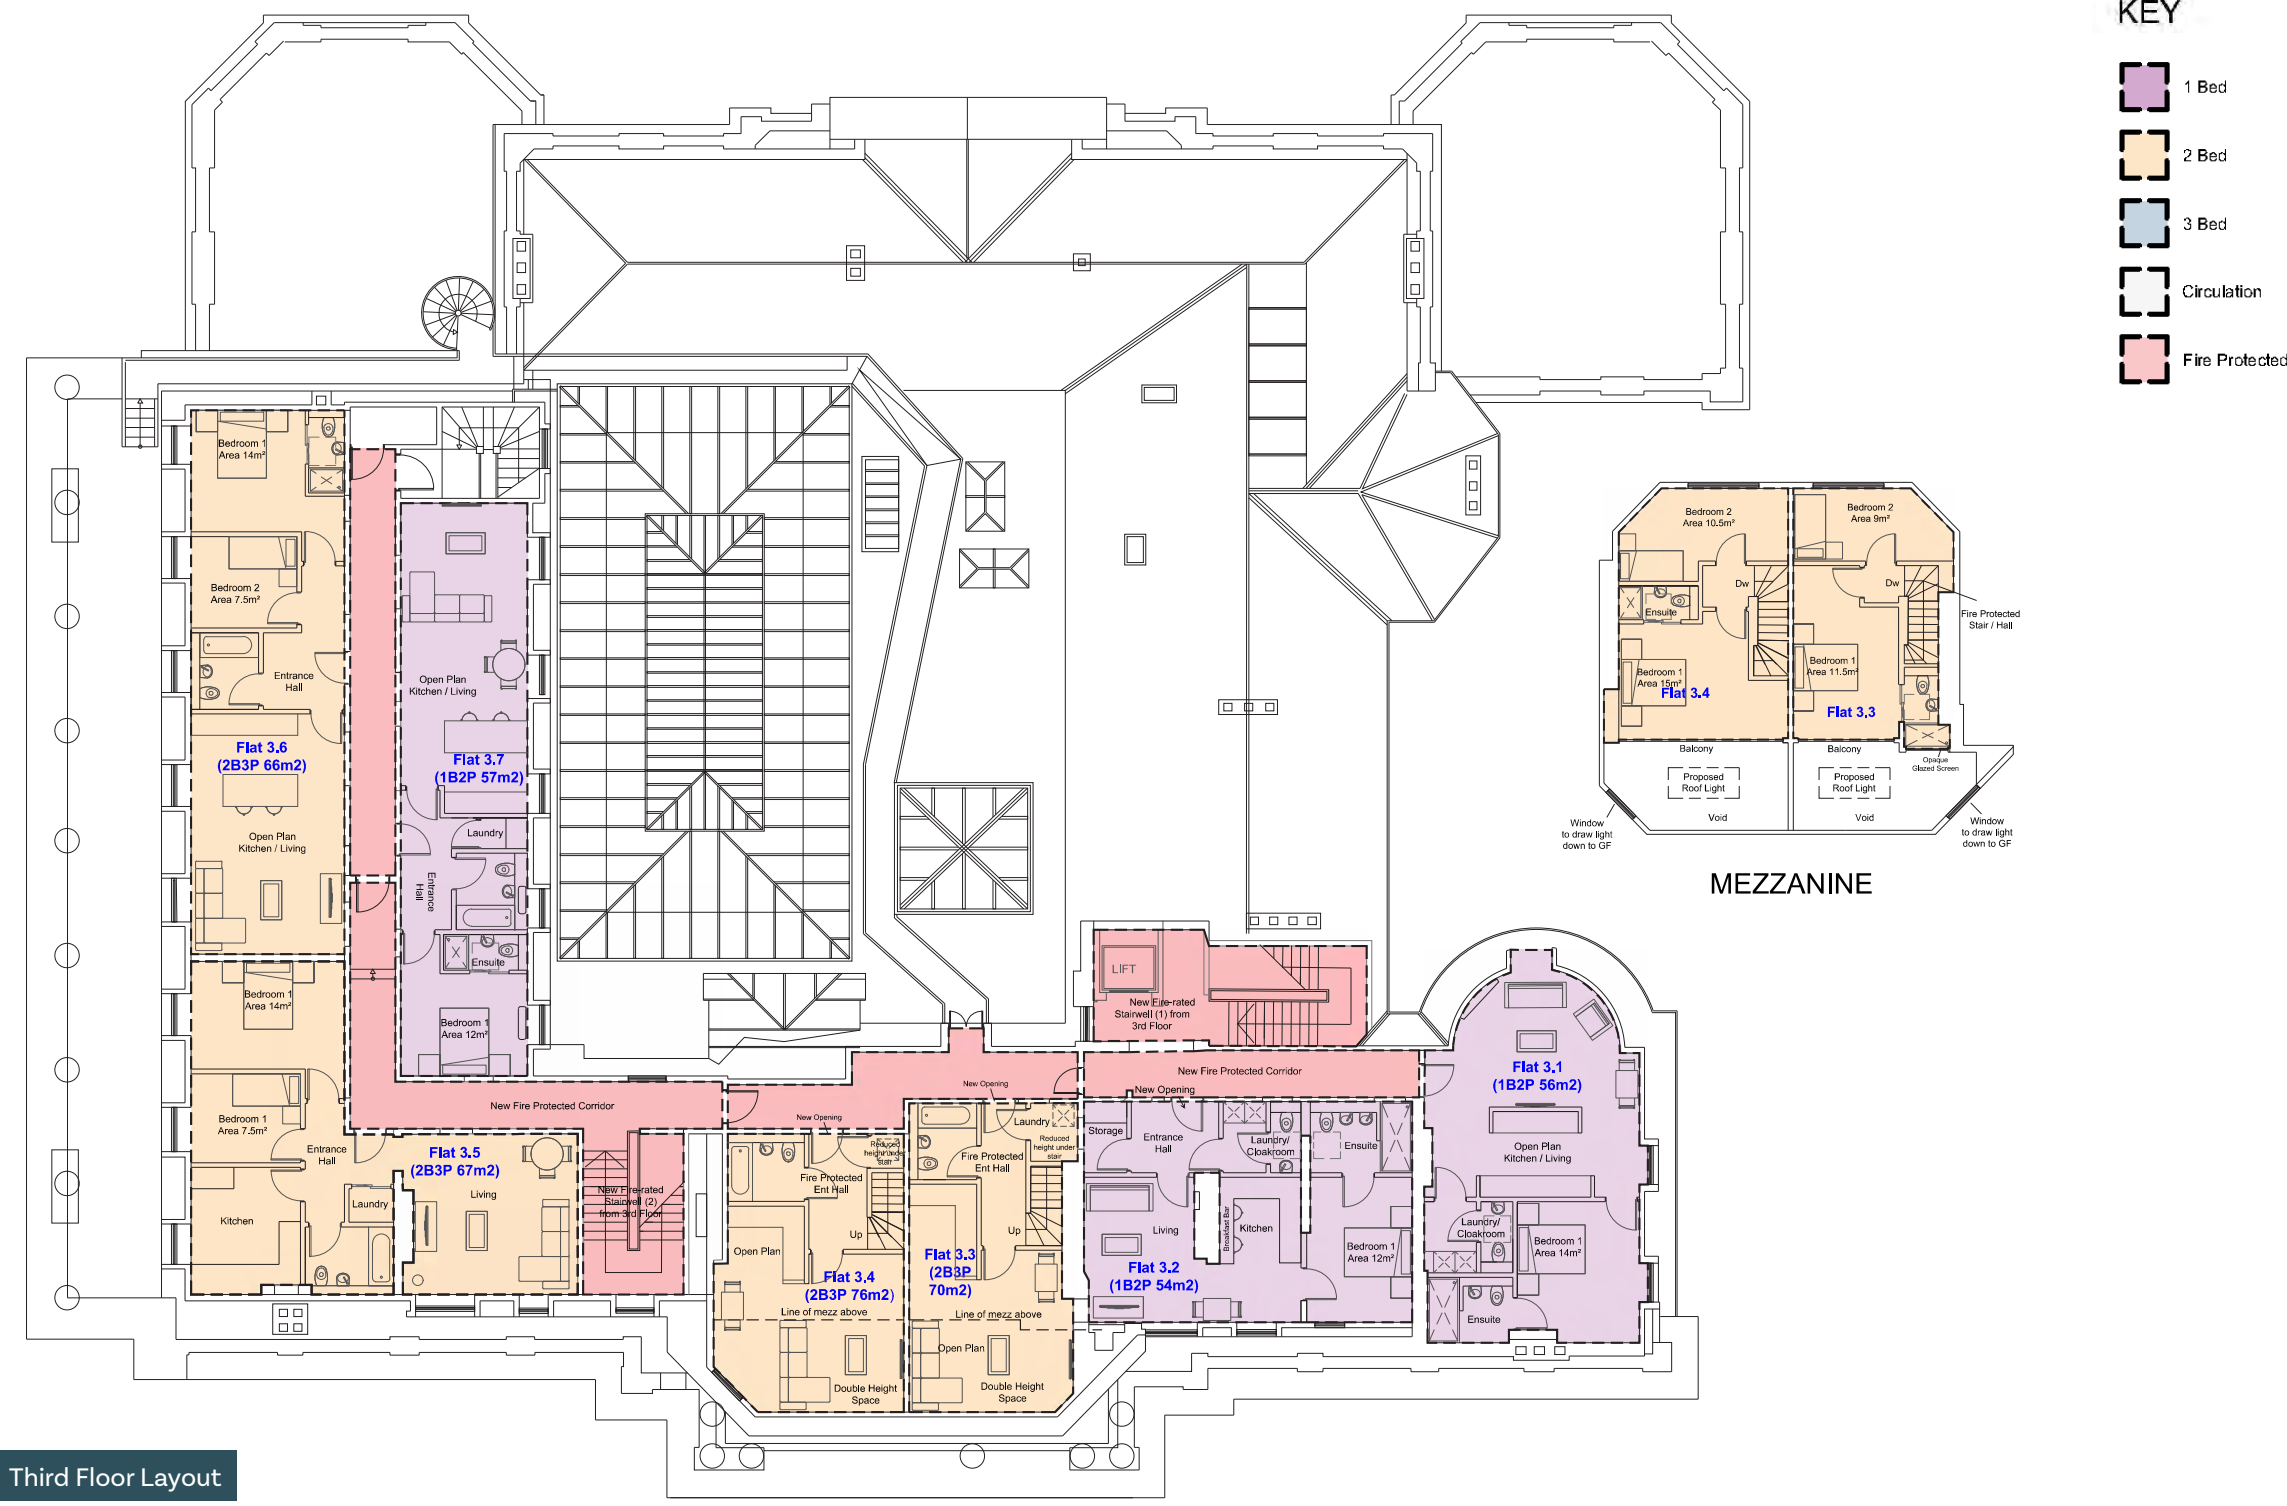 KEY
1 Bed
2 Bed
3 Bed
Circulation
Fire Protected
Bedroom 1
Area 14m²
Bedroom 2
Area 7.5m²
Entrance
Hall
Flat 3.6
(2B3P 66m2)
Open Plan
Kitchen / Living
Open Plan
Kitchen / Living
Flat 3.7
(1B2P 57m2)
Laundry
Entrance
Hall
Ensuite
Bedroom 1
Area 12m²
Bedroom 1
Area 14m²
Bedroom 1
Area 7.5m²
Entrance
Hall
Kitchen
Laundry
Flat 3.5
(2B3P 67m2)
Living
New Fire Protected Corridor
New Fire-rated
Stairwell (2)
from 3rd Floor
New Opening
Reduced
height under
stair
Fire Protected
Ent Hall
Up
Open Plan
Flat 3.4
(2B3P 76m2)
Line of mezz above
Double Height
Space
New Opening
Laundry
Reduced
height under
stair
Fire Protected
Ent Hall
Up
Flat 3.3
(2B3P
70m2)
Line of mezz above
Open Plan
Double Height
Space
LIFT
New Fire-rated
Stairwell (1) from
3rd Floor
New Fire Protected Corridor
New Opening
Storage
Entrance
Hall
Laundry/
Cloakroom
Ensuite
Living
Breakfast Bar
Kitchen
Bedroom 1
Area 12m²
Flat 3.2
(1B2P 54m2)
Flat 3.1
(1B2P 56m2)
Open Plan
Kitchen / Living
Laundry/
Cloakroom
Bedroom 1
Area 14m²
Ensuite
Bedroom 2
Area 10.5m²
Bedroom 2
Area 9m²
Dw
Dw
Ensuite
Fire Protected
Stair / Hall
Bedroom 1
Area 15m²
Flat 3.4
Bedroom 1
Area 11.5m²
Flat 3.3
Balcony
Balcony
Opaque
Glazed Screen
Proposed
Roof Light
Proposed
Roof Light
Void
Void
Window
to draw light
down to GF
Window
to draw light
down to GF
MEZZANINE
Third Floor Layout